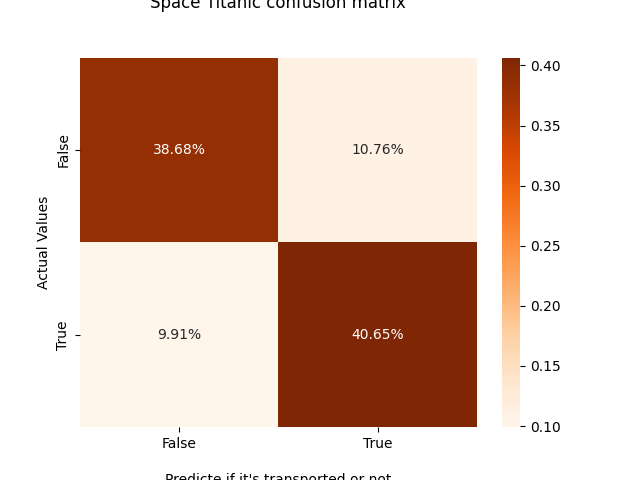 Space Titanic confusion matrix
False
38.68%
10.76%
True
9.91%
40.65%
Actual Values
False
True
Predicte if it's transported or not
0.40
0.35
0.30
0.25
0.20
0.15
0.10